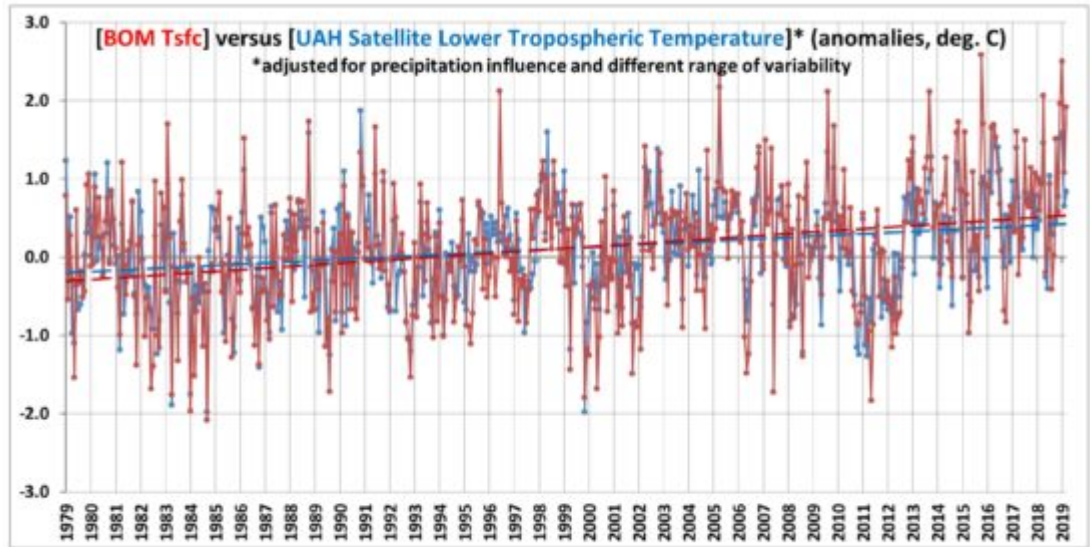 [BOM Tsfc] versus [UAH Satellite Lower Tropospheric Temperature]* (anomalies, deg. C)
*adjusted for precipitation influence and different range of variability
3.0
2.0
1.0
0.0
-1.0
-2.0
-3.0
1979 1980 1981 1982 1983 1984 1985 1986 1987 1988 1989 1990 1991 1992 1993 1994 1995 1996 1997 1998 1999 2000 2001 2002 2003 2004 2005 2006 2007 2008 2009 2010 2011 2012 2013 2014 2015 2016 2017 2018 2019